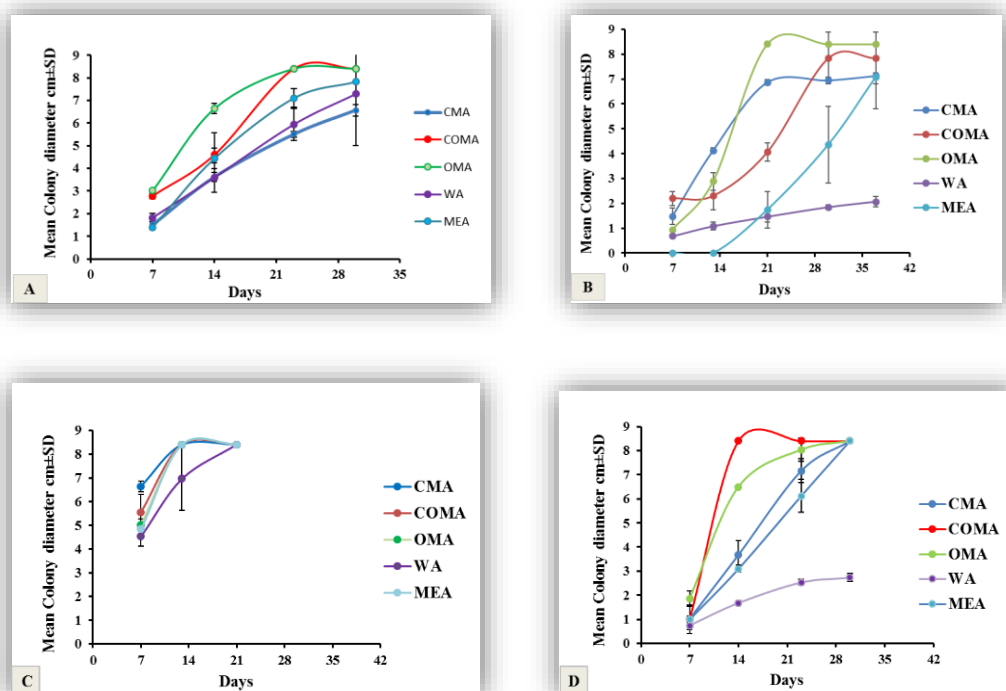 Mean Colony diameter cm±SD
9
8
7
6
5
4
3
2
1
0
0 7 14 21 28 35
Days
CMA
COMA
OMA
WA
MEA
A
Mean Colony diameter cm±SD
9
8
7
6
5
4
3
2
1
0
0 7 14 21 28 35 42
Days
CMA
COMA
OMA
WA
MEA
B
Mean Colony diameter cm±SD
9
8
7
6
5
4
3
2
1
0
0 7 14 21 28 35 42
Days
CMA
COMA
OMA
WA
MEA
C
Mean Colony diameter cm±SD
9
8
7
6
5
4
3
2
1
0
0 7 14 21 28 35 42
Days
CMA
COMA
OMA
WA
MEA
D